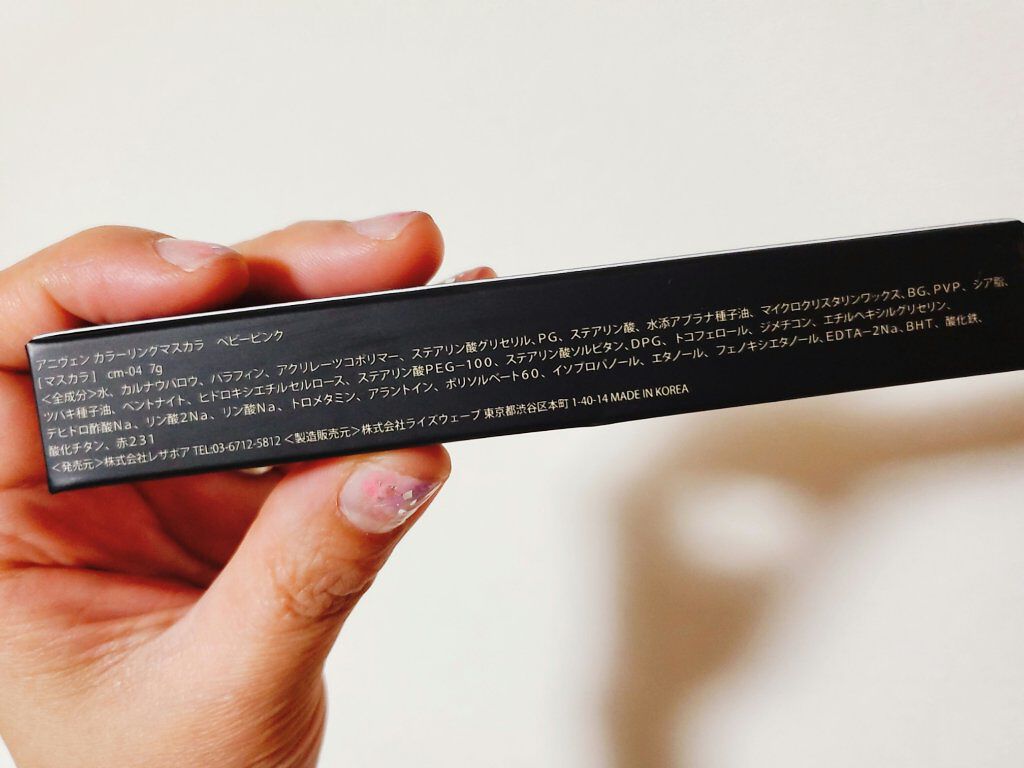 アニヴェン カラーリングマスカラ　ベビーピンク
[マスカラ]　cm-04　7g
<全成分>水、カルナウバロウ、パラフィン、アクリレーツコポリマー、ステアリン酸グリセリル、PG、ステアリン酸、水添アブラナ種子油、マイクロクリスタリンワックス、BG、PVP、シア脂、
ツバキ種子油、ベントナイト、ヒドロキシエチルセルロース、ステアリン酸PEG-100、ステアリン酸ソルビタン、DPG、トコフェロール、ジメチコン、エチルヘキシルグリセリン、
デヒドロ酢酸Na、リン酸2Na、リン酸Na、トロメタミン、アラントイン、ポリソルベート60、イソプロパノール、エタノール、フェノキシエタノール、EDTA-2Na、BHT、酸化鉄、
酸化チタン、赤231
<発売元>株式会社レザボア TEL:03-6712-5812 <製造販売元>株式会社ライズウェーブ 東京都渋谷区本町 1-40-14 MADE IN KOREA